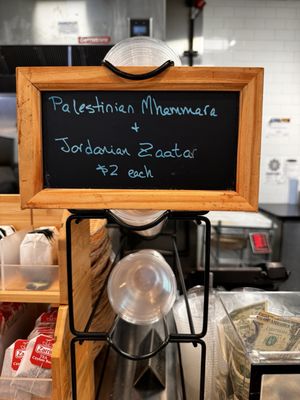 Palestinian Mhammara
+
Jordanian Zaatar
$2 each